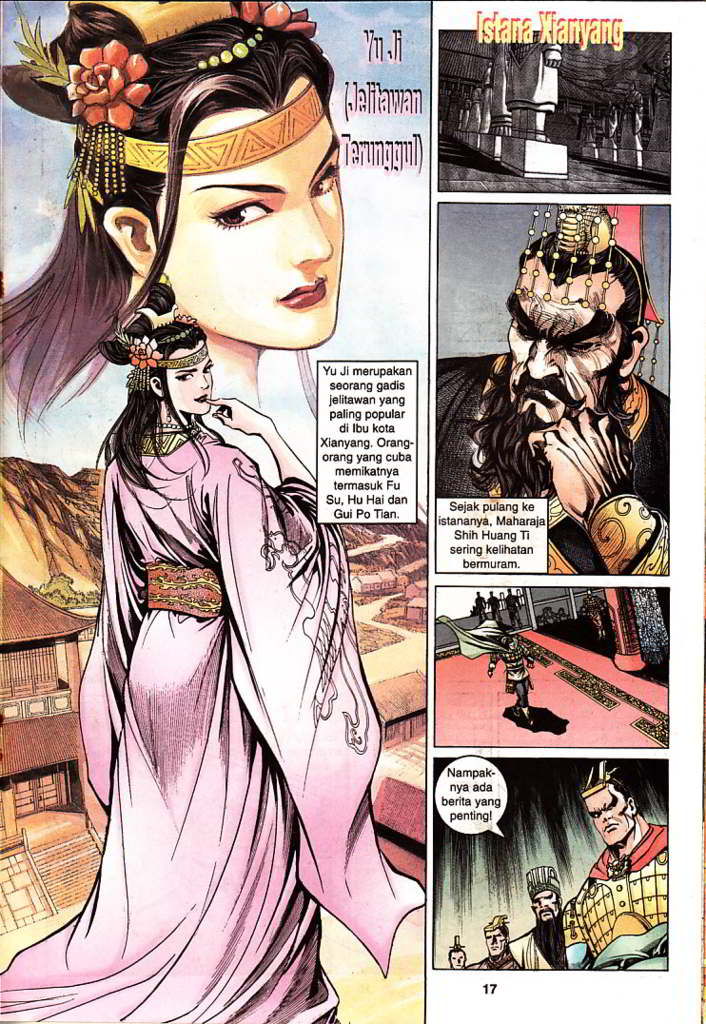 Yu Ji
(Jelitawan
Terunggul)
Yu Ji merupakan
seorang gadis
jelitawan yang
paling popular
di Ibu kota
Xianyang. Orang-
orang yang cuba
memikatnya
termasuk Fu
Su, Hu Hai dan
Gui Po Tian.
Istana Xianyang
Sejak pulang ke
istananya, Maharaja
Shih Huang Ti
sering kelihatan
bermuram.
Nampak-
nya ada
berita yang
penting!
17